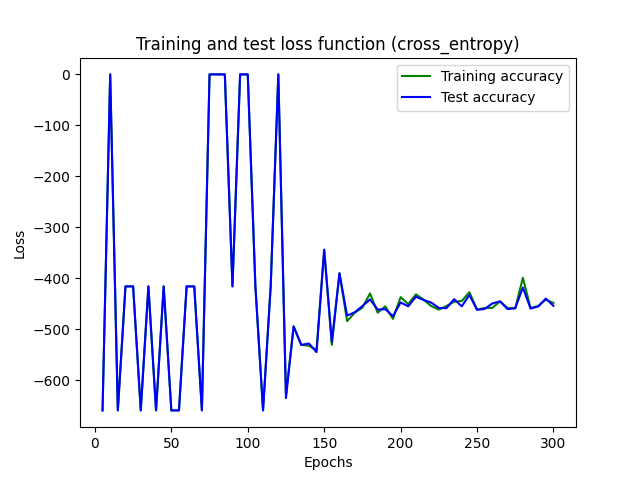 Training and test loss function (cross_entropy)
Training accuracy
Test accuracy
0
−100
−200
−300
−400
−500
−600
Loss
0 50 100 150 200 250 300
Epochs